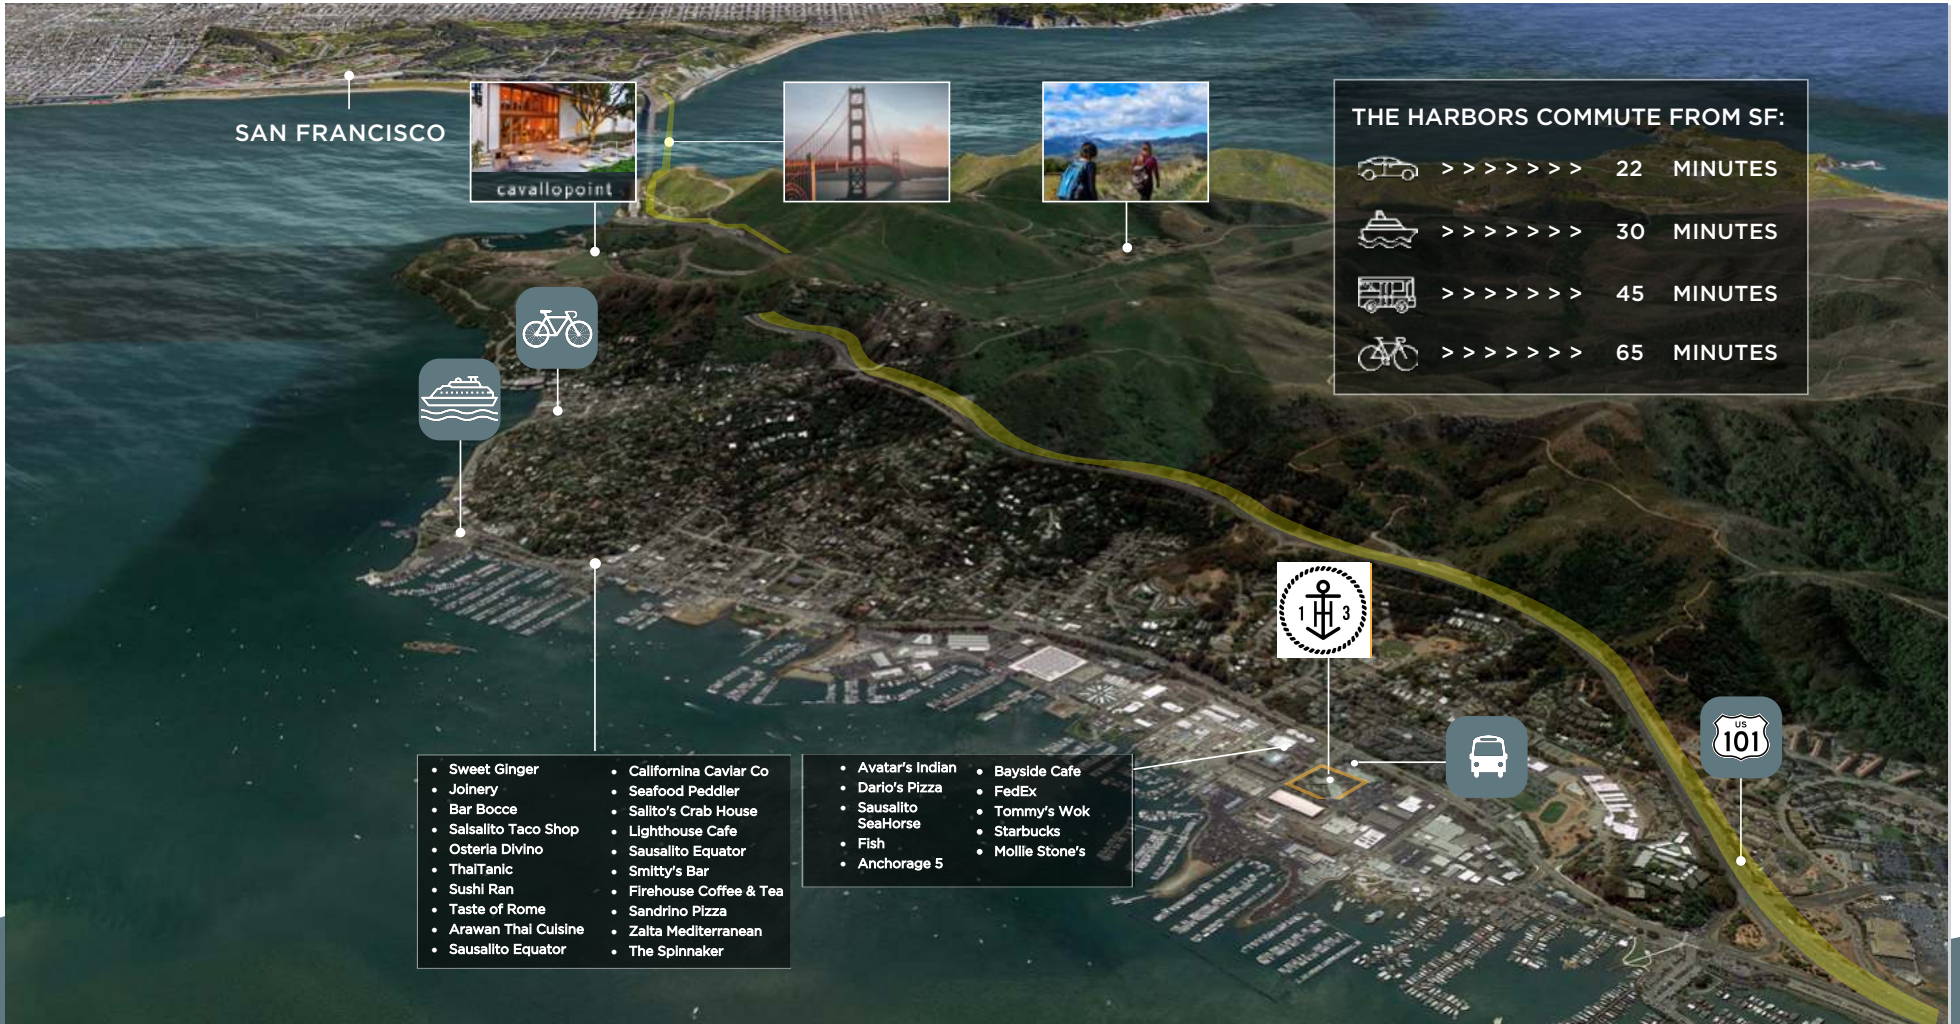 SAN FRANCISCO
cavallopoint
THE HARBORS COMMUTE FROM SF:
> > > > > > > 22 MINUTES
> > > > > > > 30 MINUTES
> > > > > > > 45 MINUTES
> > > > > > > 65 MINUTES
1 H 3
US
101
• Sweet Ginger
• Joinery
• Bar Bocce
• Salsalito Taco Shop
• Osteria Divino
• ThaiTanic
• Sushi Ran
• Taste of Rome
• Arawan Thai Cuisine
• Sausalito Equator
• Californina Caviar Co
• Seafood Peddler
• Salito's Crab House
• Lighthouse Cafe
• Sausalito Equator
• Smitty's Bar
• Firehouse Coffee & Tea
• Sandrino Pizza
• Zalta Mediterranean
• The Spinnaker
• Avatar's Indian
• Dario's Pizza
• Sausalito
SeaHorse
• Fish
• Anchorage 5
• Bayside Cafe
• FedEx
• Tommy's Wok
• Starbucks
• Mollie Stone's